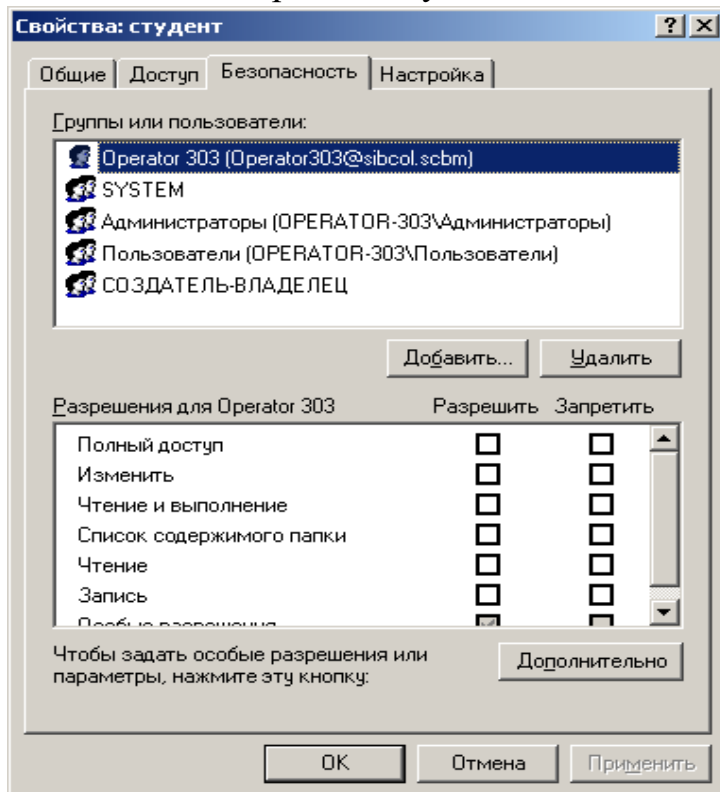 Свойства: студент
Общие Доступ Безопасность Настройка
Группы или пользователи:
Operator 303 (Operator303@sibcol.scbm)
SYSTEM
Администраторы (OPERATOR-303\Администраторы)
Пользователи (OPERATOR-303\Пользователи)
СОЗДАТЕЛЬ-ВЛАДЕЛЕЦ
Добавить... Удалить
Разрешения для Operator 303 Разрешить Запретить
Полный доступ
Изменить
Чтение и выполнение
Список содержимого папки
Чтение
Запись
Особые разрешения
Чтобы задать особые разрешения или
параметры, нажмите эту кнопку:
Дополнительно
OK Отмена Применить